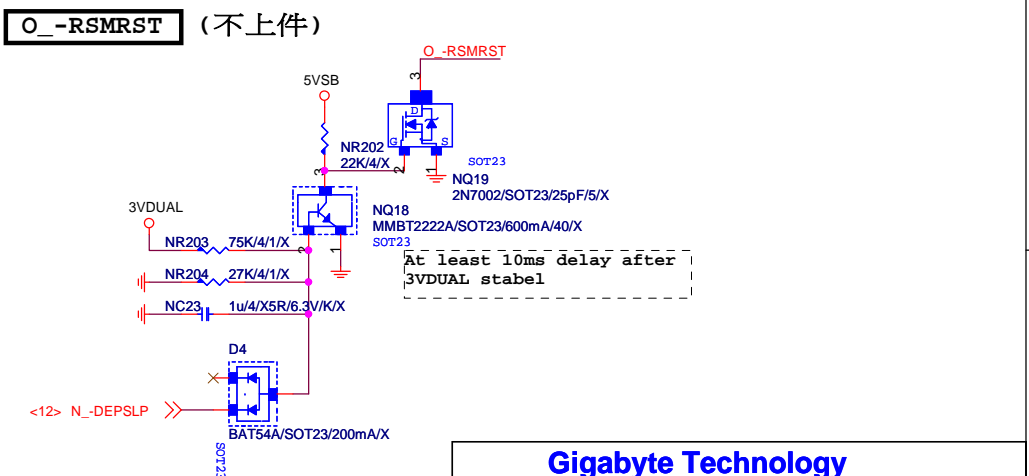 O_-RSMRST (不上件)
O_-RSMRST
3
5VSB
D
G
S
NR202
22K/4/X
3
2
1
SOT23
NQ19
2N7002/SOT23/25pF/5/X
3VDUAL
NQ18
MMBT2222A/SOT23/600mA/40/X
SOT23
2
1
NR203 75K/4/1/X
At least 10ms delay after
3VDUAL stabel
NR204 27K/4/1/X
NC23 1u/4/X5R/6.3V/K/X
D4
<12> N_-DEPSLP
BAT54A/SOT23/200mA/X
SOT23
Gigabyte Technology